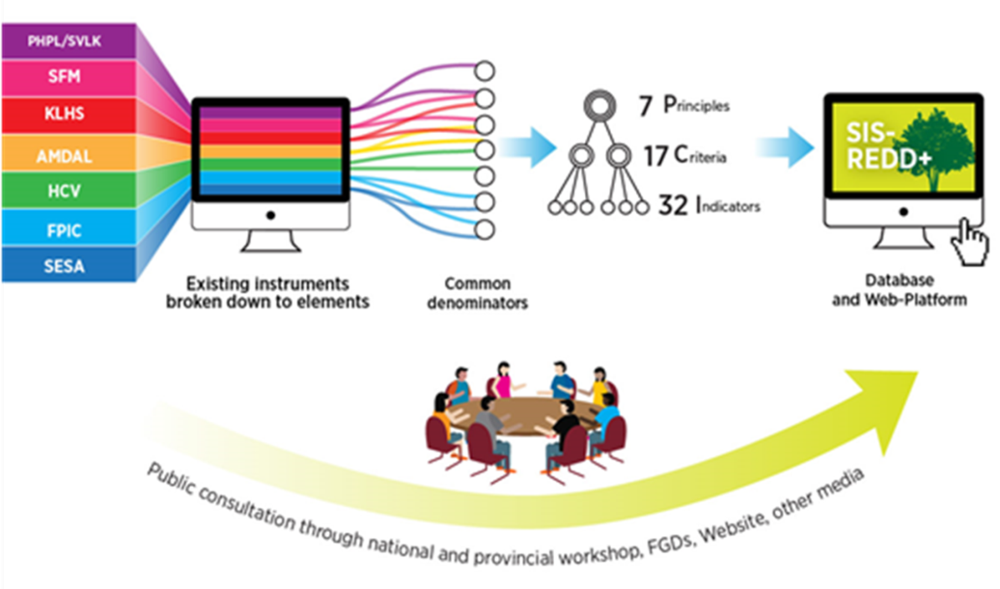 PHPL/SVLK
SFM
KLHS
AMDAL
HCV
FPIC
SESA
Existing instruments
broken down to elements
Common
denominators
7 Principles
17 Criteria
32 Indicators
SIS-
REDD+
Database
and Web-Platform
Public consultation through national and provincial workshop, FGDs, Website, other media